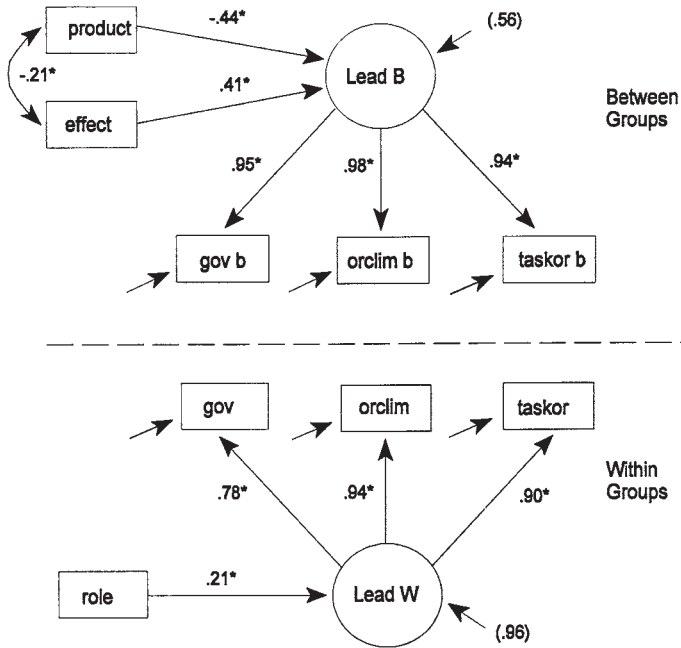 product
-.44*
(.56)
Lead B
-.21*
.41*
effect
Between
Groups
.95*
.98*
.94*
gov b
orclim b
taskor b
gov
orclim
taskor
Within
Groups
.78*
.94*
.90*
.21*
role
Lead W
(.96)